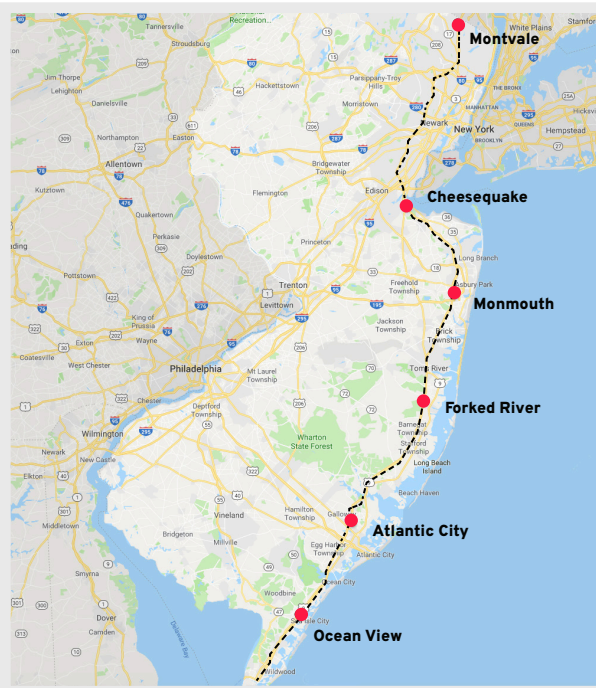 Tannersville
National
Recreation...
Stroudsburg
Montvale
White Plains
Stamford
Jim Thorpe
Lehighton
Danielsville
Hackettstown
Parsippany-Troy
Hills
Morristown
THE BRONX
MANHATTAN
Newark
New York
QUEENS
Hempstead
BROOKLYN
Northampton
Easton
Allentown
Kutztown
Bridgewater
Township
Edison
Flemington
Cheesequake
Quakertown
Perkasie
Doylestown
Princeton
Long Branch
Pottstown
Trenton
Levittown
Freehold
Township
Asbury Park
Monmouth
King of
Prussia
Jackson
Township
Brick
Township
Exton
Wayne
Coatesville
West Chester
Philadelphia
Mt Laurel
Township
Toms River
Chester
Deptford
Township
Forked River
Wilmington
Barnegat
Township
Stafford
Township
Wharton
State Forest
Newark
New Castle
Long Beach
Island
Elkton
Beach Haven
Hamilton
Township
Galloway
Vineland
Atlantic City
Middletown
Bridgeton
Millville
Egg Harbor
Township
Atlantic City
Smyrna
Ocean City
Woodbine
Dover
Camden
Sea Isle City
Ocean View
Delaware Bay
Wildwood